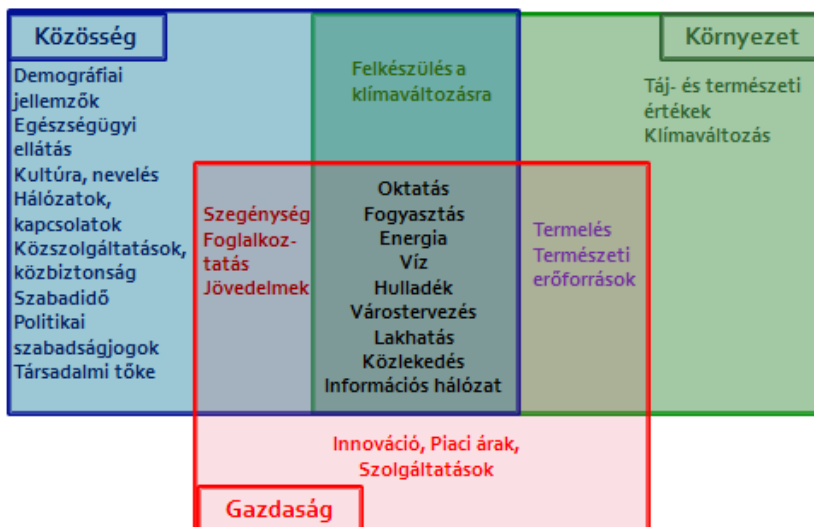 Közösség
Demográfiai
jellemzők
Egészségügyi
ellátás
Kultúra, nevelés
Hálózatok,
kapcsolatok
Közszolgáltatások,
közbiztonság
Szabadidő
Politikai
szabadságjogok
Társadalmi tőke
Felkészülés a
klímaváltozásra
Környezet
Táj- és természeti
értékek
Klímaváltozás
Szegénység
Foglalkoz-
tatás
Jövedelmek
Oktatás
Fogyasztás
Energia
Víz
Hulladék
Várostervezés
Lakhatás
Közlekedés
Információs hálózat
Termelés
Természeti
erőforrások
Innováció, Piaci árak,
Szolgáltatások
Gazdaság